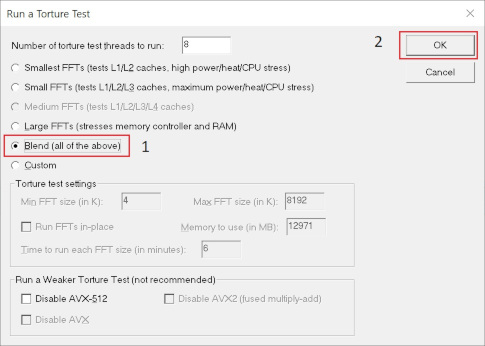 Run a Torture Test
Number of torture test threads to run: 8
2
OK
Smallest FFTs (tests L1/L2 caches, high power/heat/CPU stress)
Cancel
Small FFTs (tests L1/L2/L3 caches, maximum power/heat/CPU stress)
Medium FFTs (tests L1/L2/L3/L4 caches)
Large FFTs (stresses memory controller and RAM)
Blend (all of the above) 1
Custom
Torture test settings
Min FFT size (in K): 4 Max FFT size (in K): 8192
Run FFTs in-place Memory to use (in MB): 12971
Time to run each FFT size (in minutes): 6
Run a Weaker Torture Test (not recommended)
Disable AVX-512 Disable AVX2 (fused multiply-add)
Disable AVX